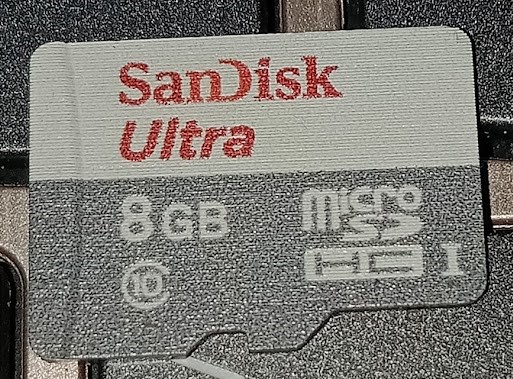 SanDisk
Ultra
8GB
micro
SD
HC I
10